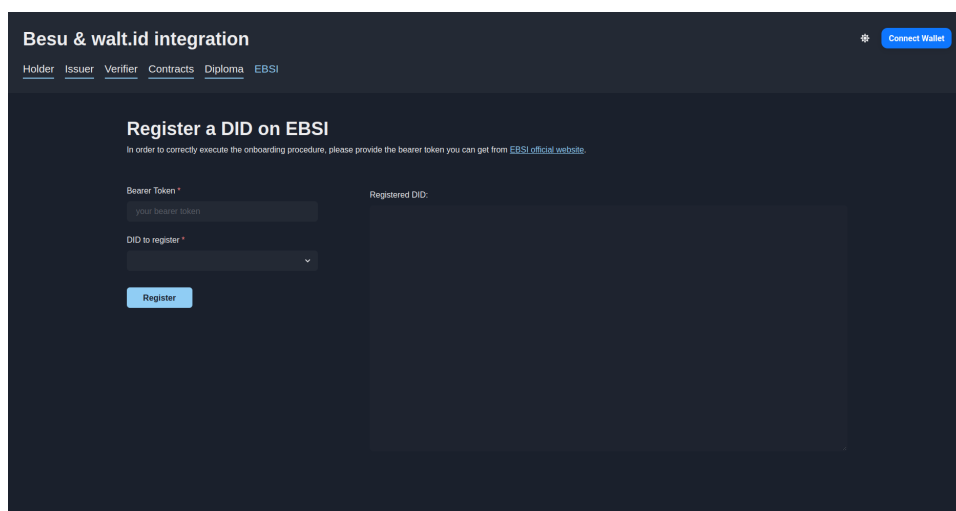 Besu & walt.id integration
Connect Wallet
Holder Issuer Verifier Contracts Diploma EBSI
Register a DID on EBSI
In order to correctly execute the onboarding procedure, please provide the bearer token you can get from EBSI official website.
Bearer Token *
Registered DID:
your bearer token
DID to register *
Register